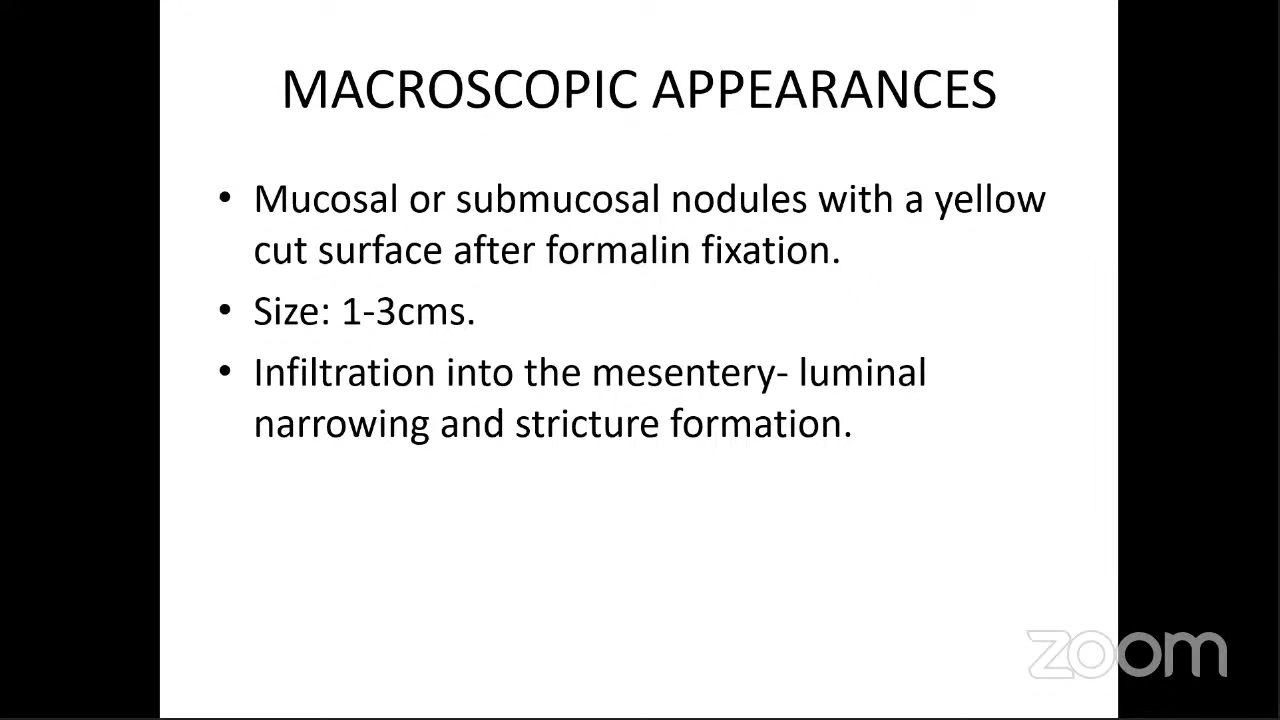 MACROSCOPIC APPEARANCES
• Mucosal or submucosal nodules with a yellow
cut surface after formalin fixation.
• Size: 1-3cms.
• Infiltration into the mesentery- luminal
narrowing and stricture formation.
zoom